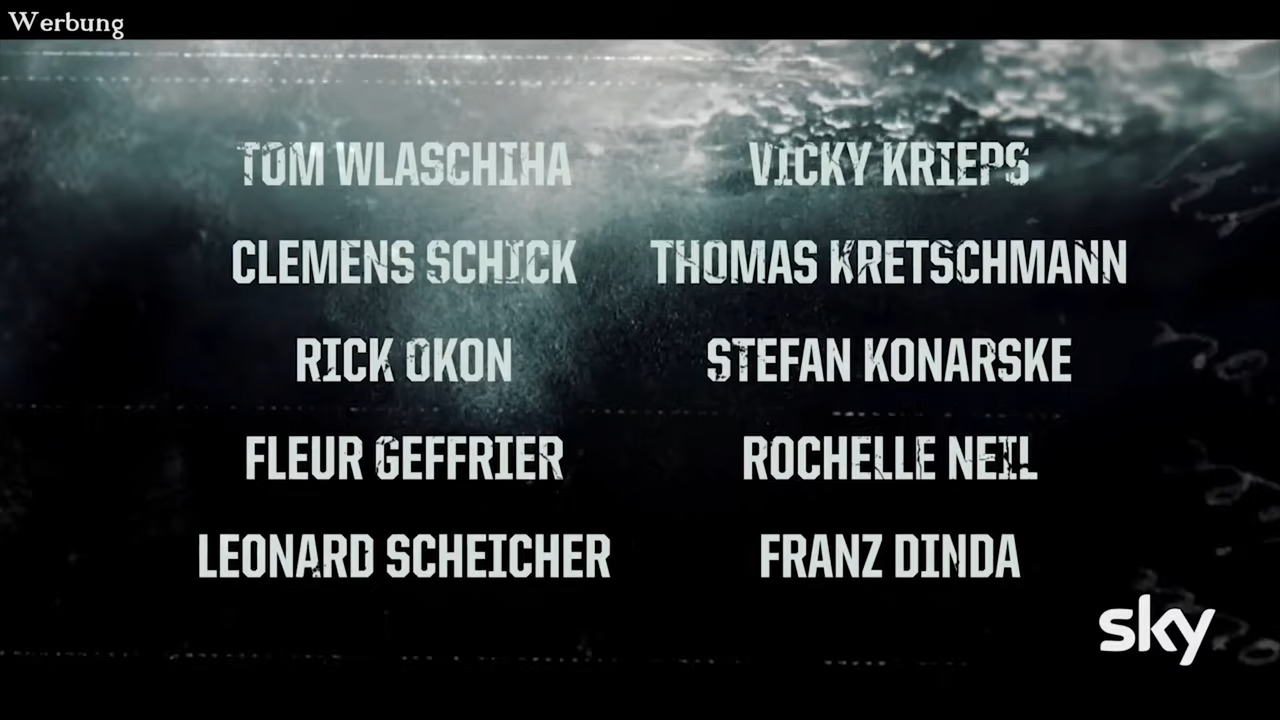 Werbung
TOM WLASCHIHA
VICKY KRIEPS
CLEMENS SCHICK
THOMAS KRETSCHMANN
RICK OKON
STEFAN KONARSKE
FLEUR GEFFRIER
ROCHELLE NEIL
LEONARD SCHEICHER
FRANZ DINDA
sky